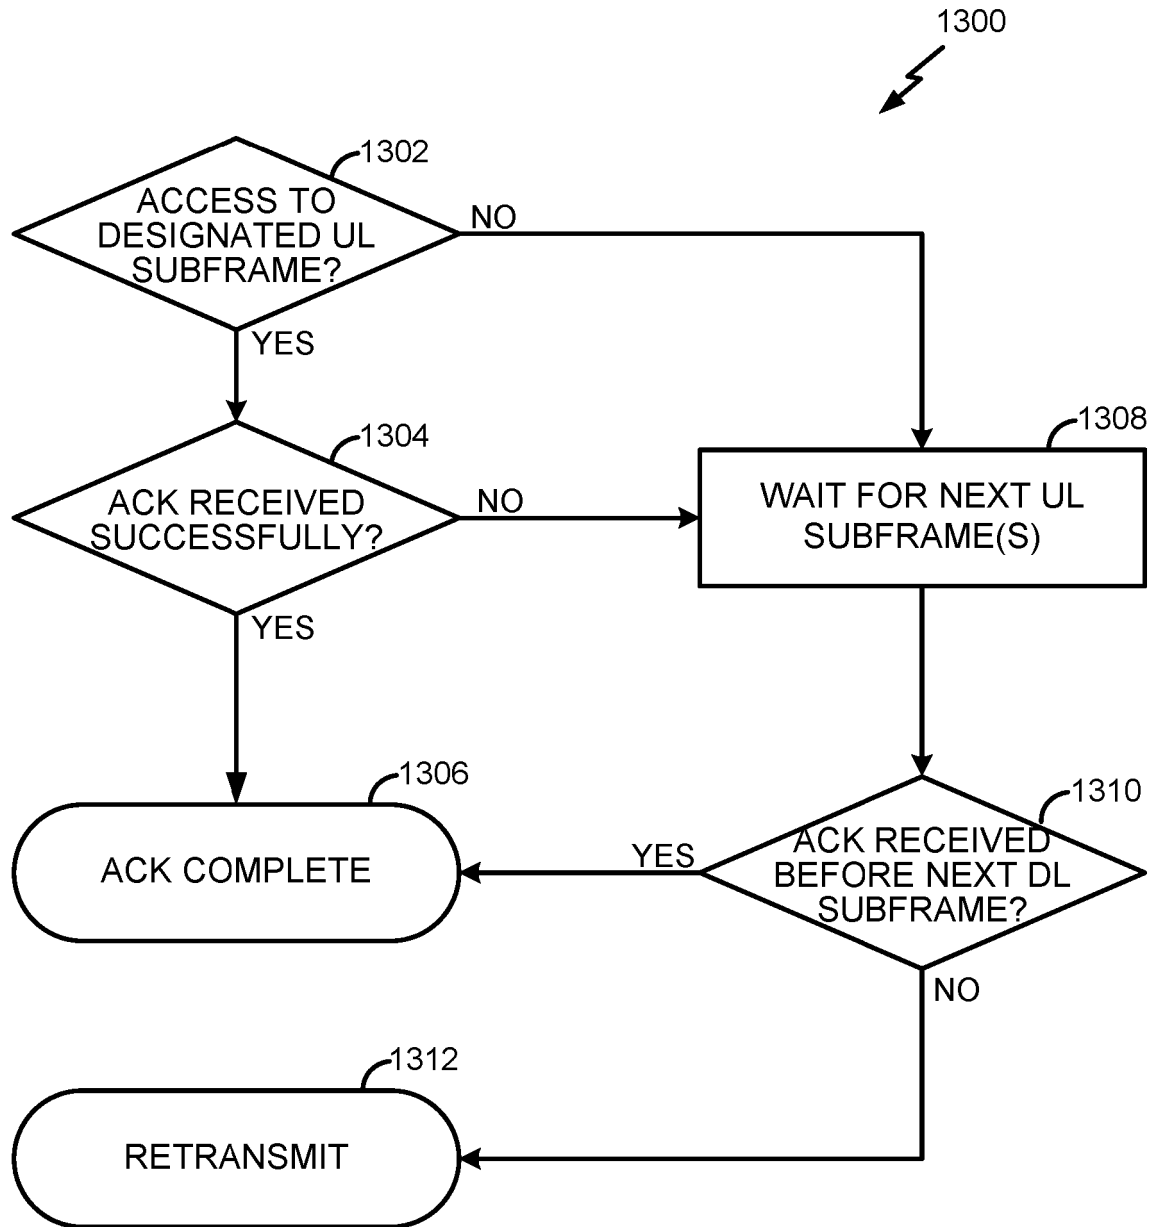 1300
1302
ACCESS TO
DESIGNATED UL
SUBFRAME?
NO
YES
1304
ACK RECEIVED
SUCCESSFULLY?
NO
YES
1308
WAIT FOR NEXT UL
SUBFRAME(S)
1306
ACK COMPLETE
1310
ACK RECEIVED
BEFORE NEXT DL
SUBFRAME?
YES
NO
1312
RETRANSMIT